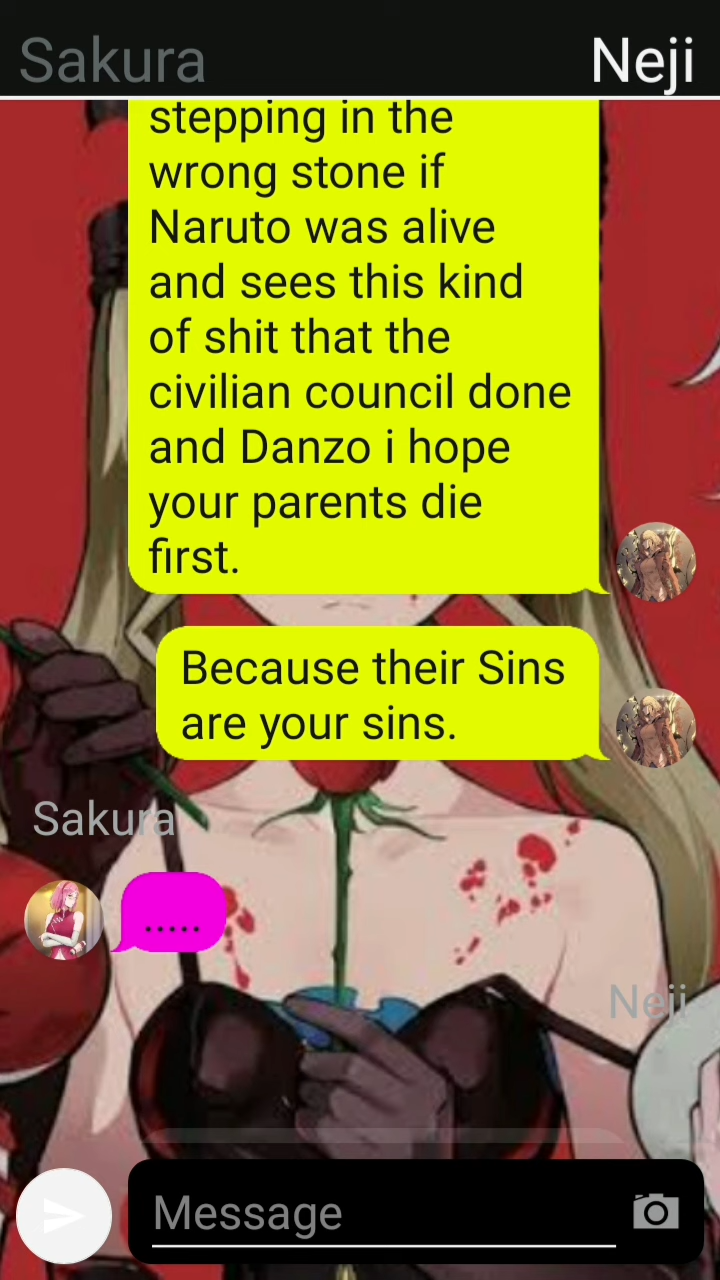 Sakura
Neji
stepping in the
wrong stone if
Naruto was alive
and sees this kind
of shit that the
civilian council done
and Danzo i hope
your parents die
first.
Because their Sins
are your sins.
Sakura
.....
Neji
Message